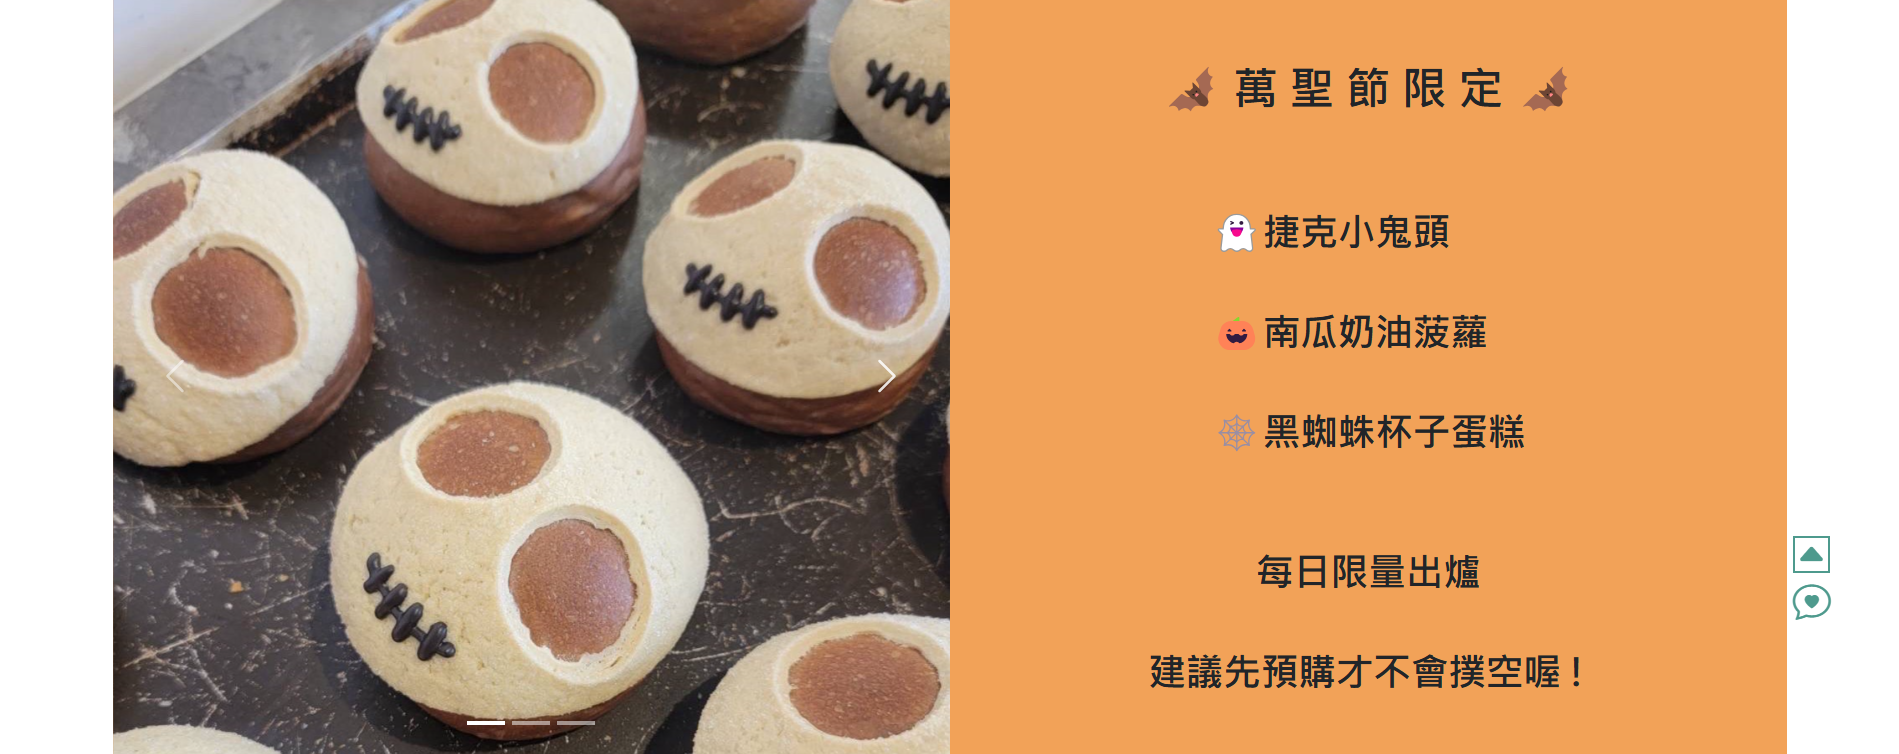 萬聖節限定
捷克小鬼頭
南瓜奶油菠蘿
黑蜘蛛杯子蛋糕
每日限量出爐
建議先預購才不會撲空喔！